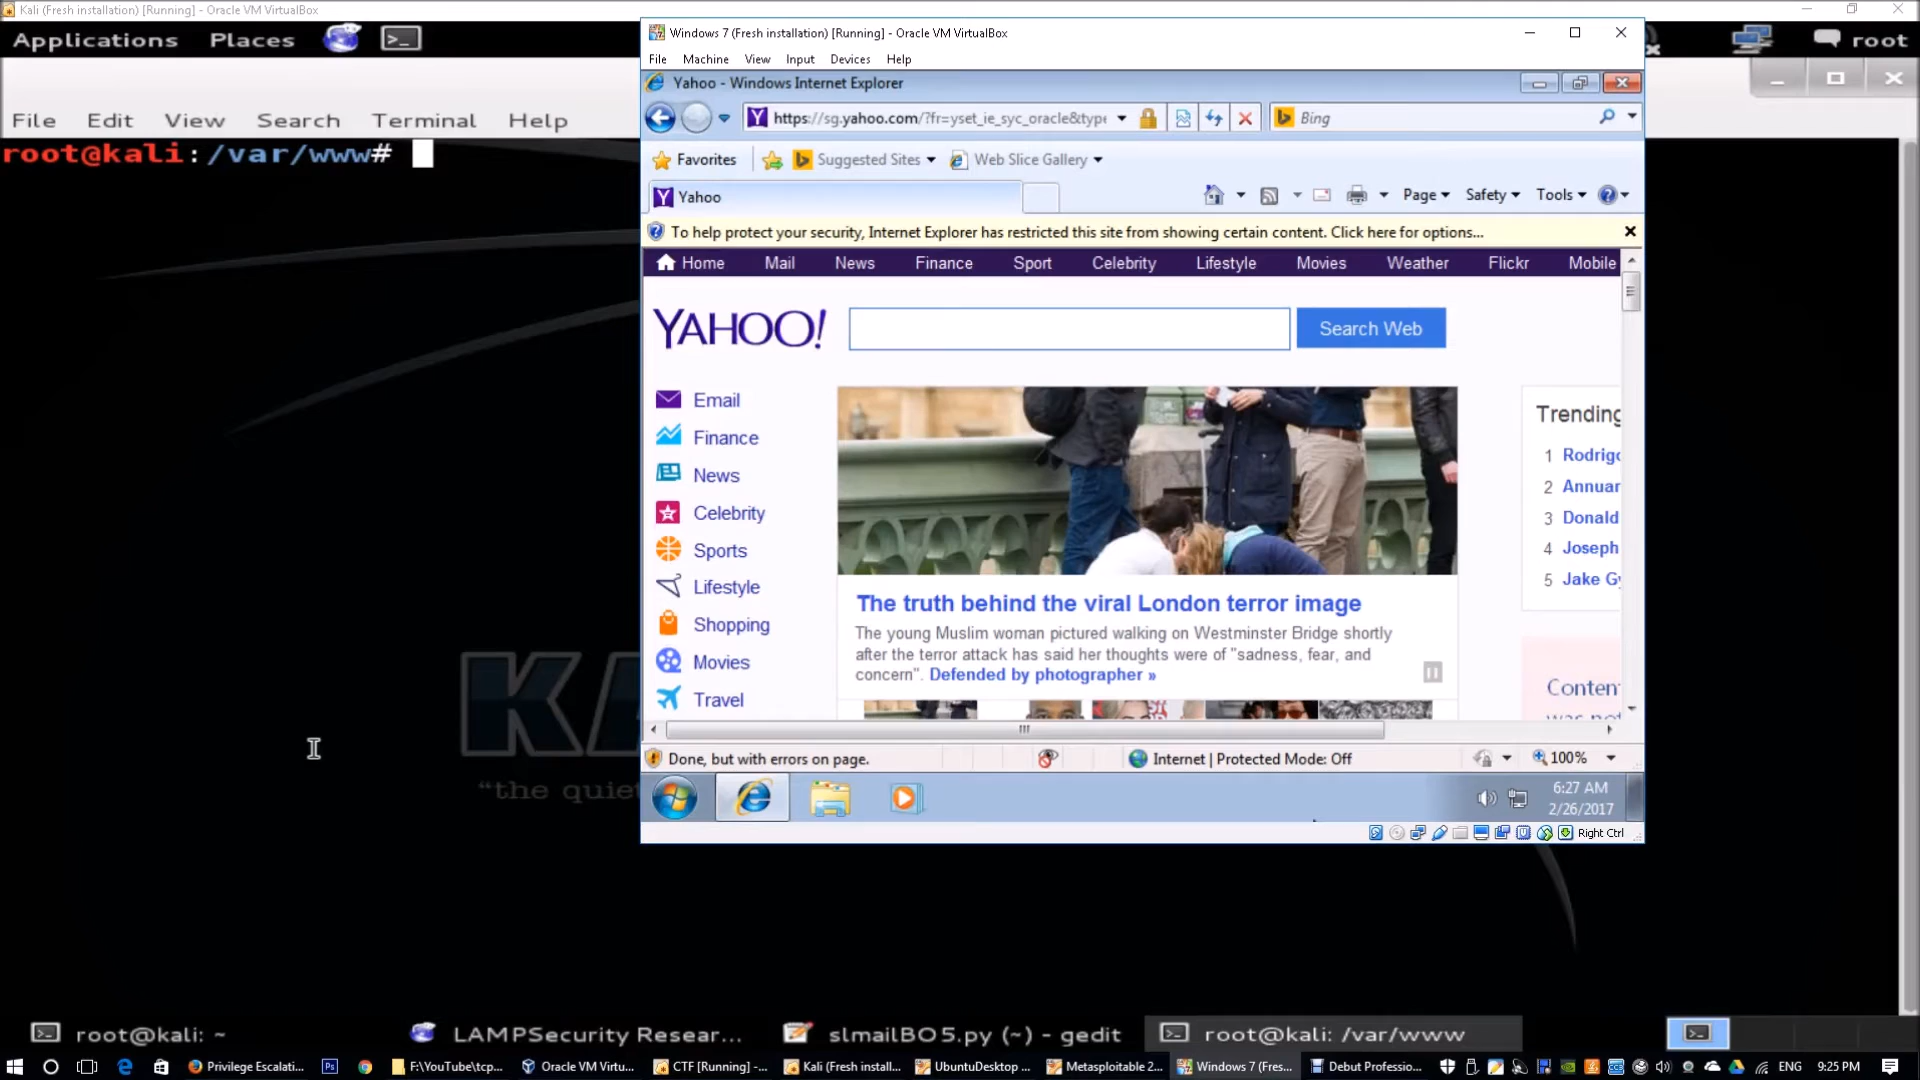 Kali (Fresh installation) [Running] - Oracle VM VirtualBox
Applications Places root
File Edit View Search Terminal Help
root@kali:/var/www#
Windows 7 (Fresh installation) [Running] - Oracle VM VirtualBox
File Machine View Input Devices Help
Yahoo - Windows Internet Explorer
https://sg.yahoo.com/?fr=yset_ie_syc_oracle&type Bing
Favorites Suggested Sites Web Slice Gallery
Yahoo Page Safety Tools
To help protect your security, Internet Explorer has restricted this site from showing certain content. Click here for options...
Home Mail News Finance Sport Celebrity Lifestyle Movies Weather Flickr Mobile
YAHOO! Search Web
Email
Finance
News
Celebrity
Sports
Lifestyle
Shopping
Movies
Travel
The truth behind the viral London terror image
The young Muslim woman pictured walking on Westminster Bridge shortly
after the terror attack has said her thoughts were of "sadness, fear, and
concern". Defended by photographer »
Trending
1 Rodrigo
2 Annuar
3 Donald
4 Joseph
5 Jake
Done, but with errors on page. Internet | Protected Mode: Off 100%
6:27 AM
2/26/2017
Right Ctrl
"the quie
root@kali: ~ LAMPSecurity Resear... slmailBO5.py (~) - gedit root@kali: /var/www
Privilege Escalati... F:\YouTube\tcp... Oracle VM Virtu... CTF [Running] -... Kali (Fresh install... UbuntuDesktop ... Metasploitable 2... Windows 7 (Fres... Debut Professio... ENG 9:25 PM